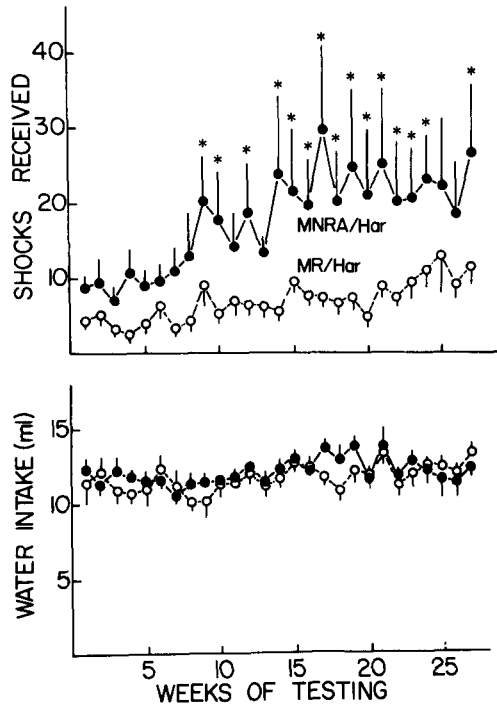 SHOCKS RECEIVED
40
30
20
10
* * * * * * * * * * * * * * *
MNRA/Har
MR/Har
WATER INTAKE (ml)
15
10
5
5 10 15 20 25
WEEKS OF TESTING